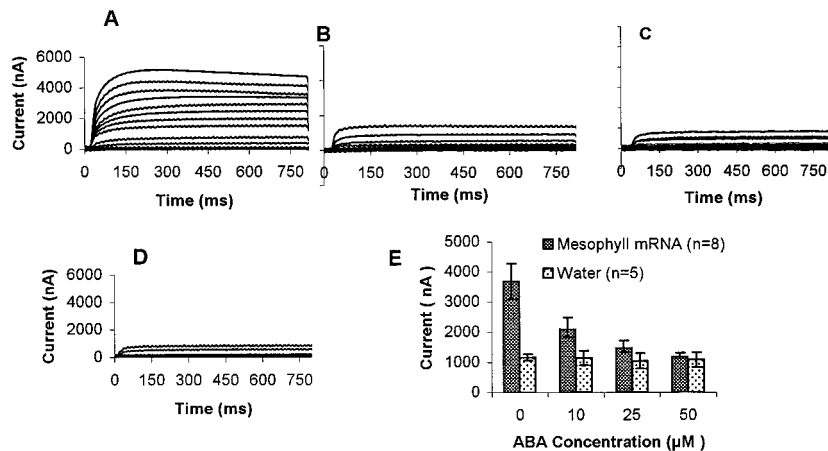 A
B
C
Current (nA)
6000
4000
2000
0
0 150 300 450 600 750
Time (ms)
0 150 300 450 600 750
Time (ms)
0 150 300 450 600 750
Time (ms)
D
Current (nA)
6000
4000
2000
0
0 150 300 450 600 750
Time (ms)
E
Mesophyll mRNA (n=8)
Water (n=5)
Current ( nA )
5000
4000
3000
2000
1000
0
0 10 25 50
ABA Concentration (µM )